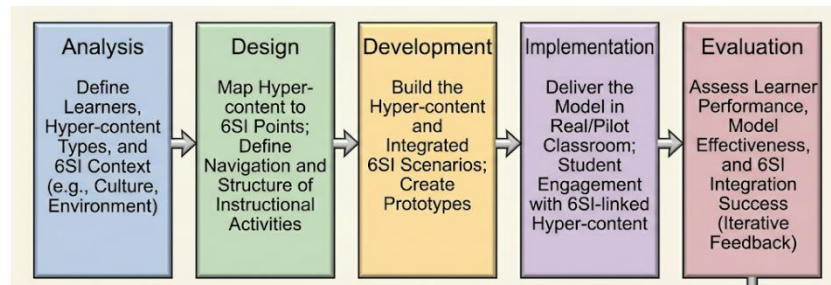 Analysis
Define
Learners,
Hyper-content
Types, and
6SI Context
(e.g., Culture,
Environment)
Design
Map Hyper-
content to
6SI Points;
Define
Navigation and
Structure of
Instructional
Activities
Development
Build the
Hyper-content
and
Integrated
6SI Scenarios;
Create
Prototypes
Implementation
Deliver the
Model in
Real/Pilot
Classroom;
Student
Engagement
with 6SI-linked
Hyper-content
Evaluation
Assess Learner
Performance,
Model
Effectiveness,
and 6SI
Integration
Success
(Iterative
Feedback)